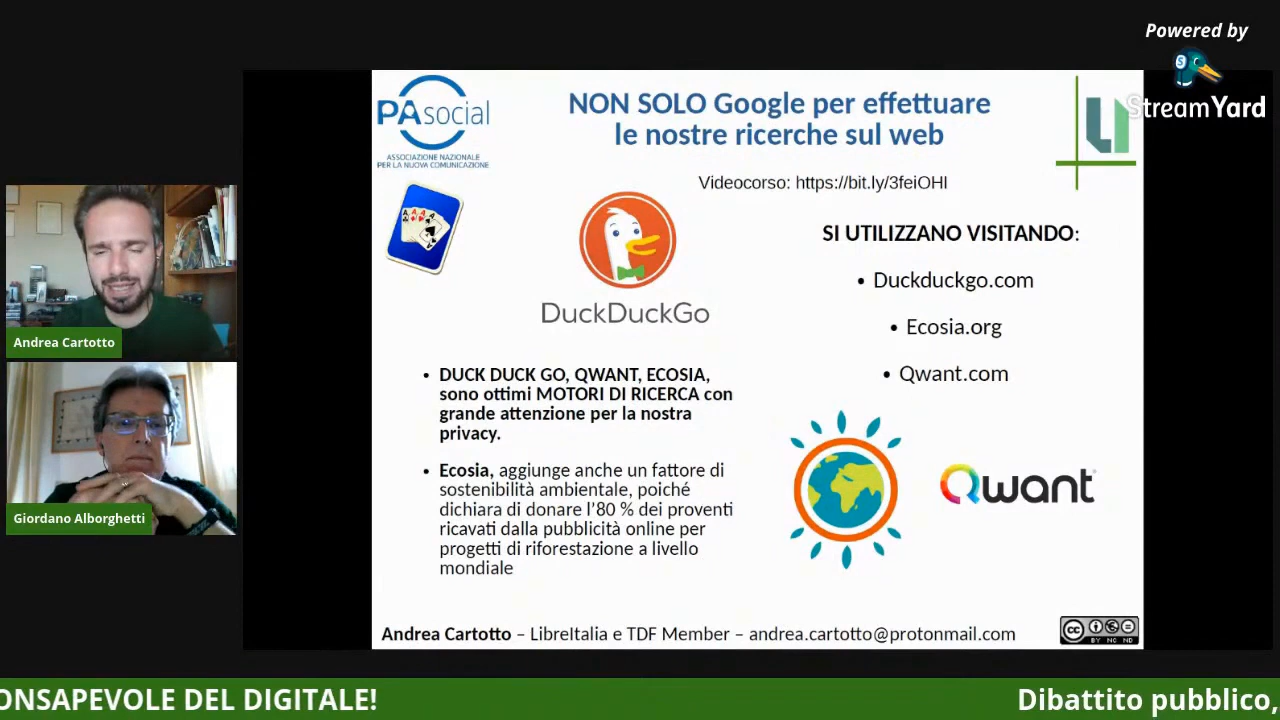 Powered by
StreamYard
PAsocial
ASSOCIAZIONE NAZIONALE
PER LA NUOVA COMUNICAZIONE
NON SOLO Google per effettuare
le nostre ricerche sul web
Videocorso: https://bit.ly/3feiOHI
SI UTILIZZANO VISITANDO:
• Duckduckgo.com
• Ecosia.org
• Qwant.com
DuckDuckGo
• DUCK DUCK GO, QWANT, ECOSIA,
sono ottimi MOTORI DI RICERCA con
grande attenzione per la nostra
privacy.
• Ecosia, aggiunge anche un fattore di
sostenibilità ambientale, poiché
dichiara di donare l’80 % dei proventi
ricavati dalla pubblicità online per
progetti di riforestazione a livello
mondiale
Qwant
Andrea Cartotto
Giordano Alborghetti
Andrea Cartotto – LibreItalia e TDF Member – andrea.cartotto@protonmail.com
CC BY NC ND
ONSAPEVOLE DEL DIGITALE!
Dibattito pubblico,